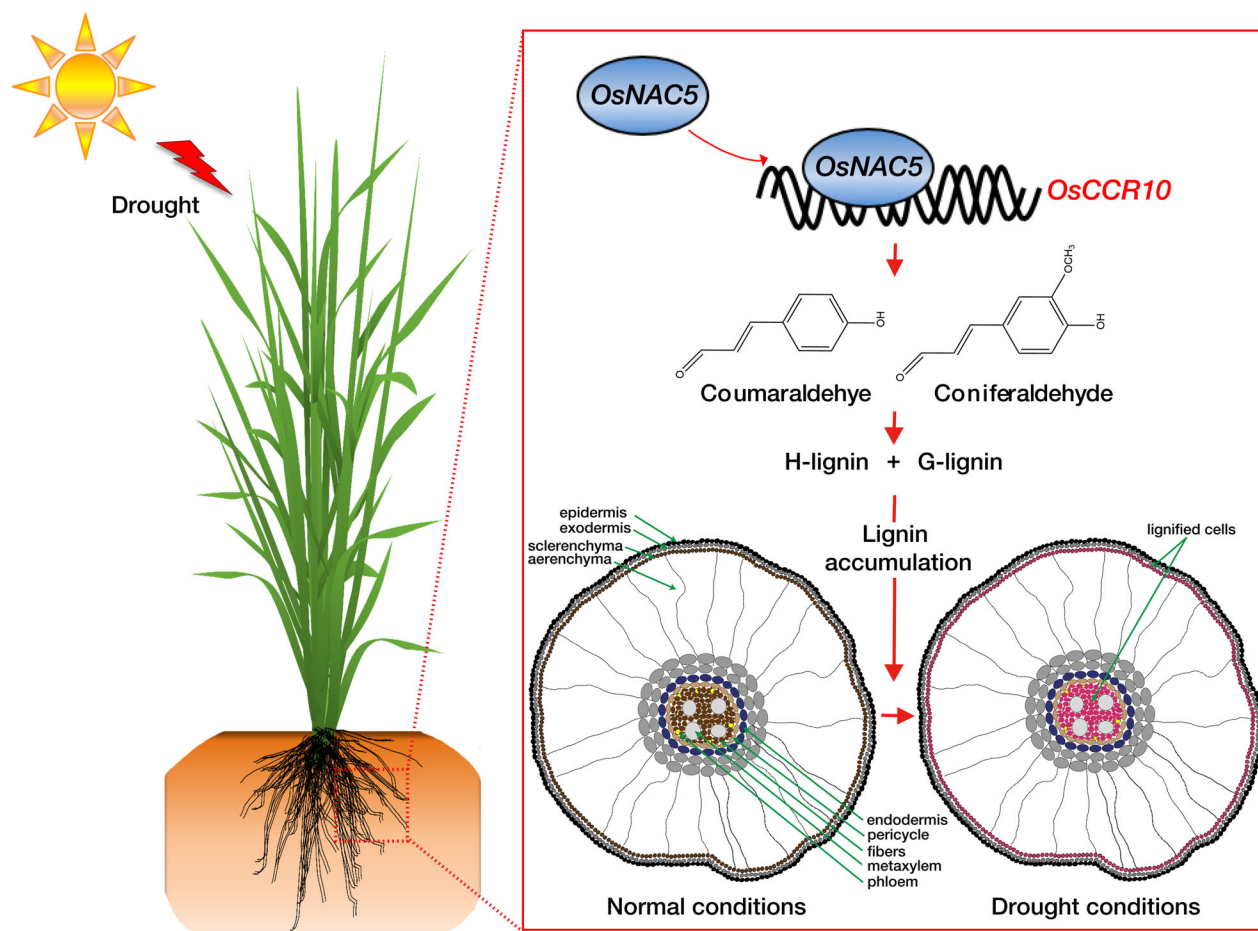 Drought
OsNAC5
OsNAC5
OsCCR10
O
OH
Coumaraldehye
O
OCH3
OH
Coniferaldehyde
H-lignin + G-lignin
Lignin
accumulation
epidermis
exodermis
sclerenchyma
aerenchyma
lignified cells
endodermis
pericycle
fibers
metaxylem
phloem
Normal conditions
Drought conditions